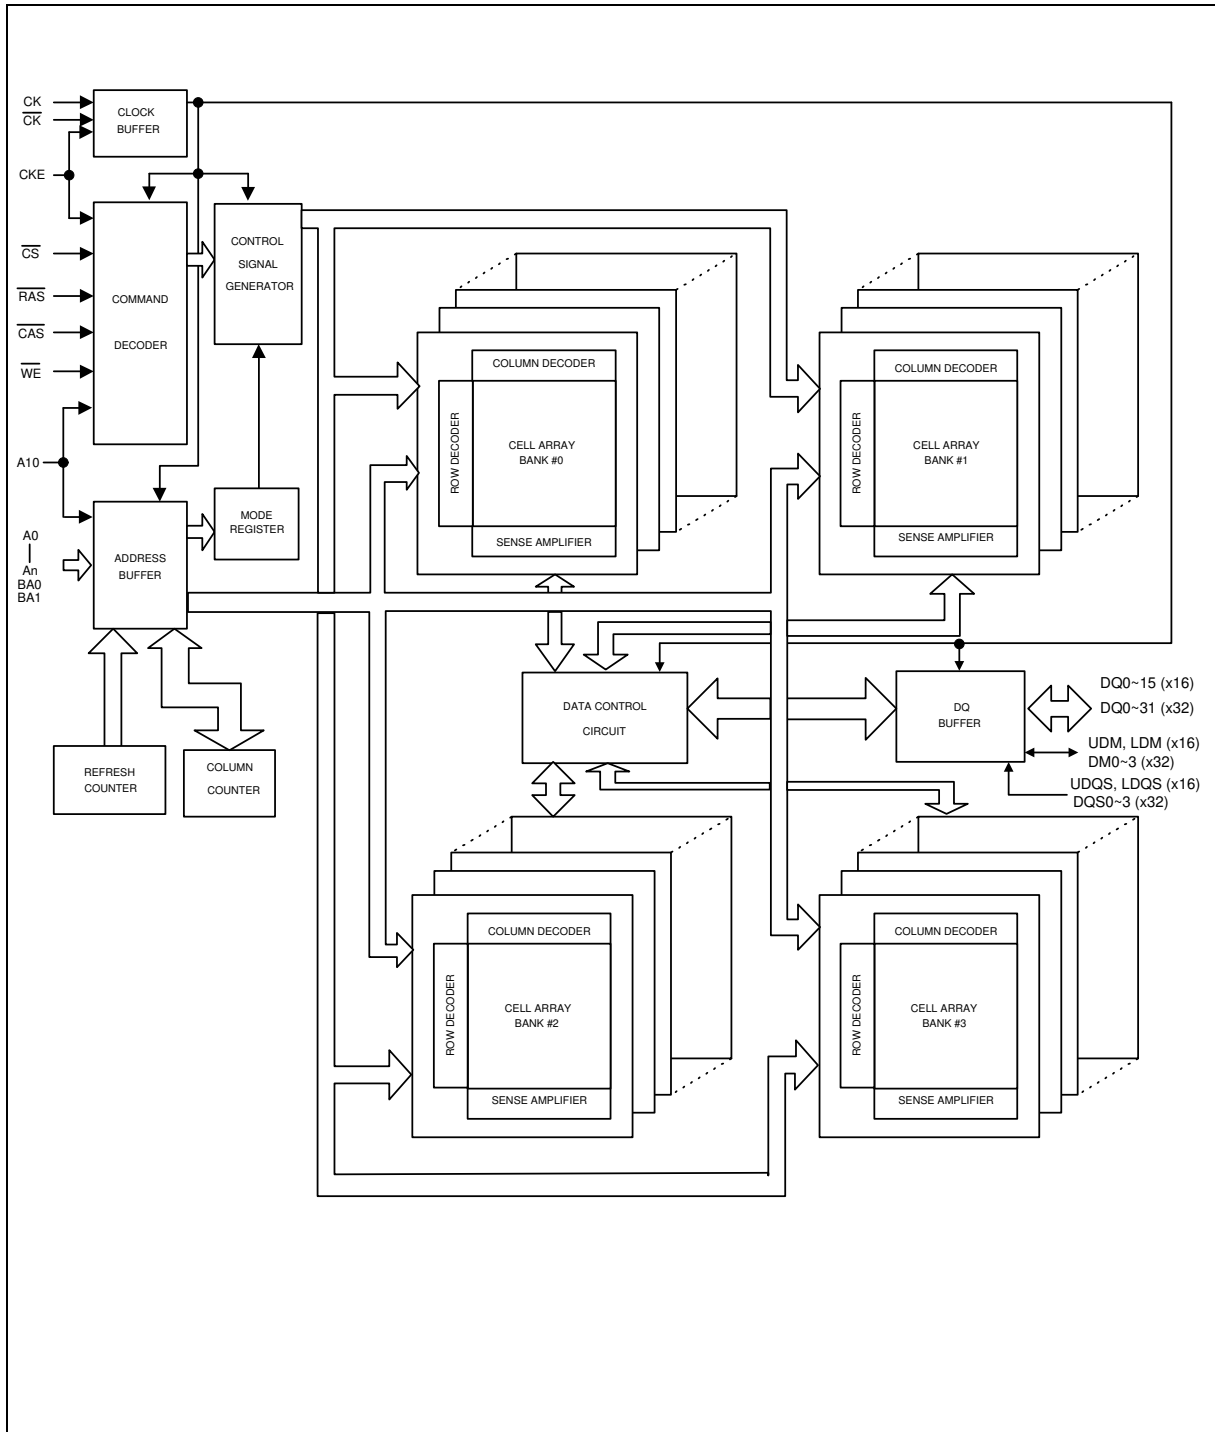 CK
CK
CKE
CS
RAS
CAS
WE
A10
A0
An
BA0
BA1
CLOCK
BUFFER
COMMAND
DECODER
CONTROL
SIGNAL
GENERATOR
MODE
REGISTER
ADDRESS
BUFFER
REFRESH
COUNTER
COLUMN
COUNTER
COLUMN DECODER
ROW DECODER
CELL ARRAY
BANK #0
SENSE AMPLIFIER
COLUMN DECODER
ROW DECODER
CELL ARRAY
BANK #1
SENSE AMPLIFIER
DATA CONTROL
CIRCUIT
DQ
BUFFER
DQ0~15 (x16)
DQ0~31 (x32)
UDM, LDM (x16)
DM0~3 (x32)
UDQS, LDQS (x16)
DQS0~3 (x32)
COLUMN DECODER
ROW DECODER
CELL ARRAY
BANK #2
SENSE AMPLIFIER
COLUMN DECODER
ROW DECODER
CELL ARRAY
BANK #3
SENSE AMPLIFIER